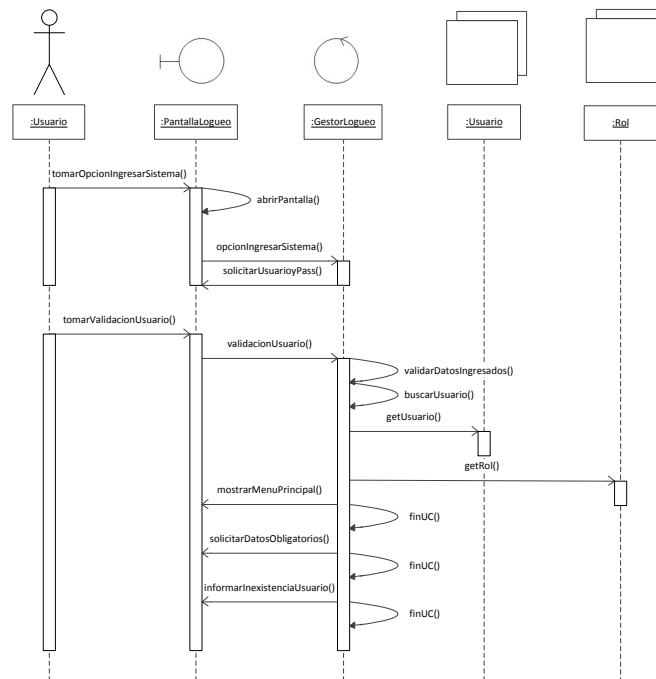 :Usuario
:PantallaLogueo
:GestorLogueo
:Usuario
:Rol
tomarOpcionIngresarSistema()
abrirPantalla()
opcionIngresarSistema()
solicitarUsuarioyPass()
tomarValidacionUsuario()
validacionUsuario()
validarDatosIngresados()
buscarUsuario()
getUsuario()
getRol()
mostrarMenuPrincipal()
finUC()
solicitarDatosObligatorios()
finUC()
informarInexistenciaUsuario()
finUC()